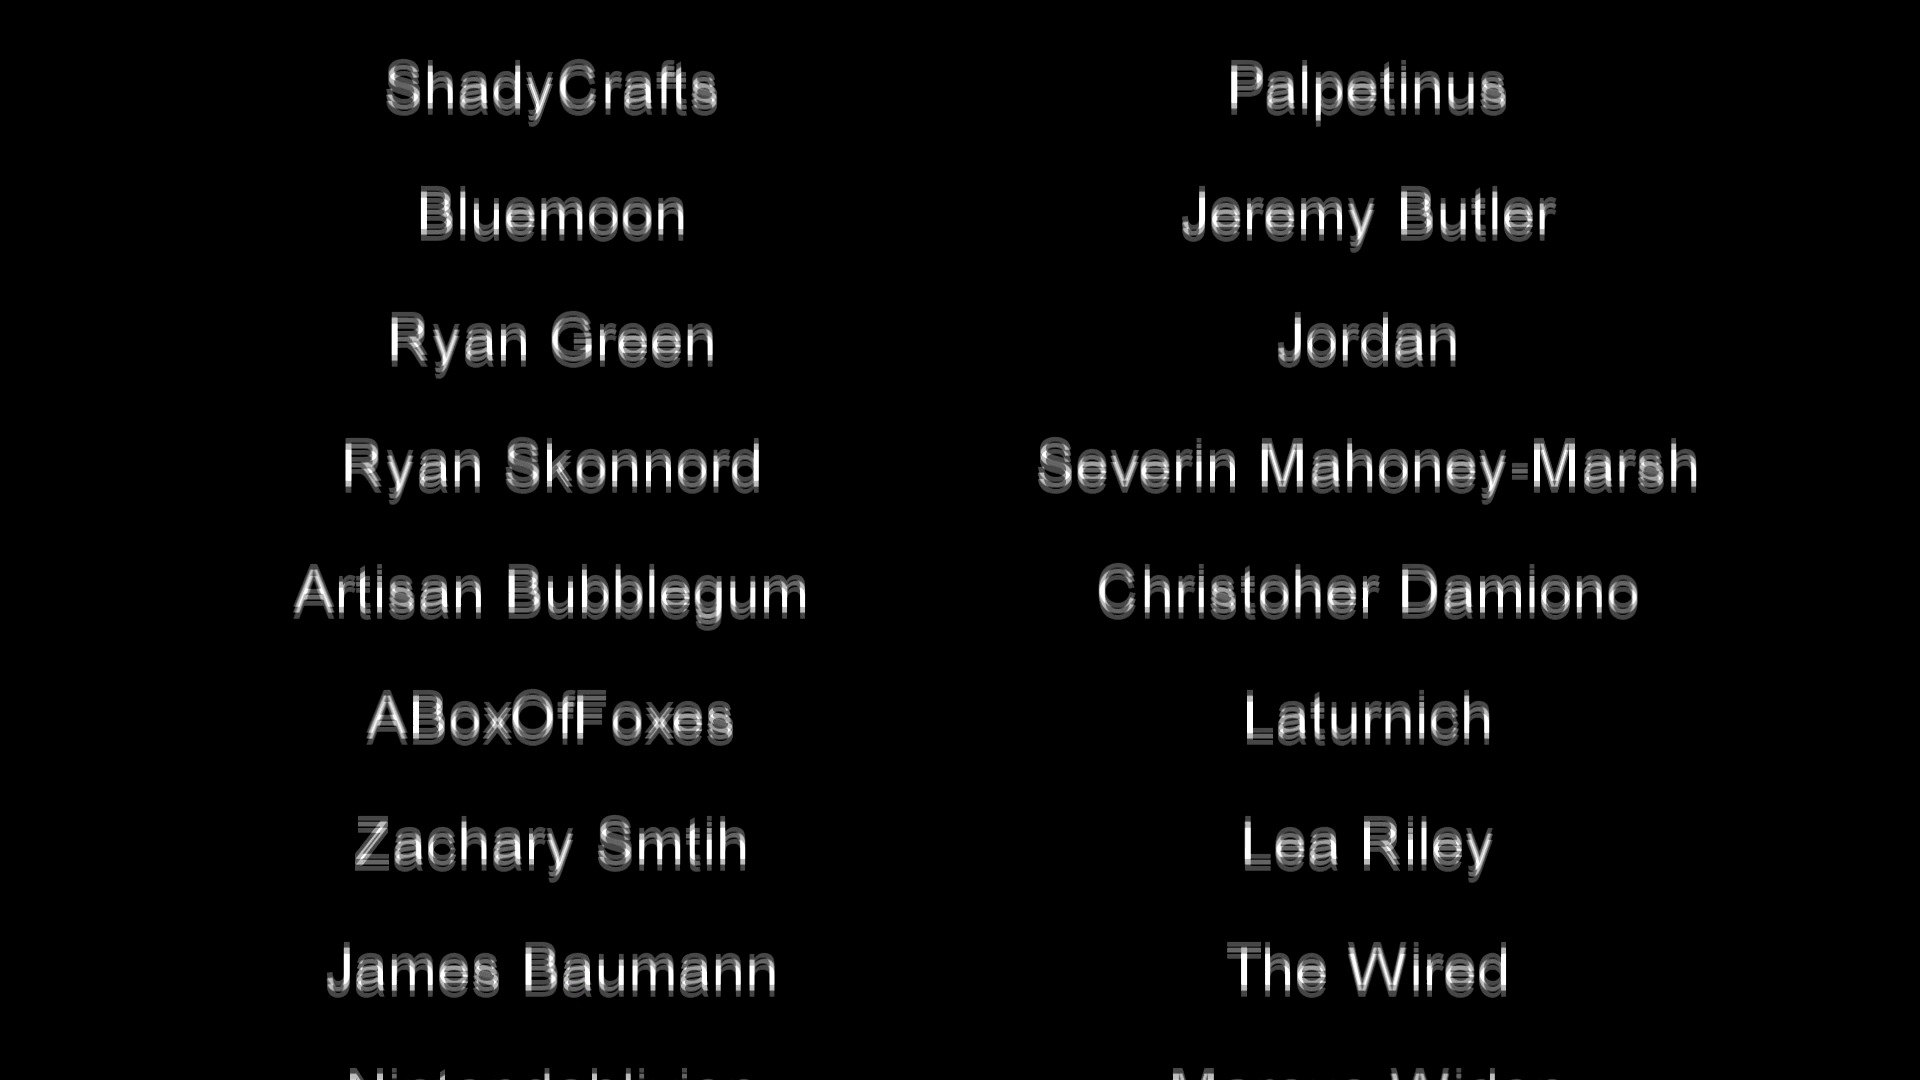 ShadyCrafts Palpetinus
Bluemoon Jeremy Butler
Ryan Green Jordan
Ryan Skonnord Severin Mahoney-Marsh
Artisan Bubblegum Christoher Damiono
ABoxOfFoxes Laturnich
Zachary Smtih Lea Riley
James Baumann The Wired